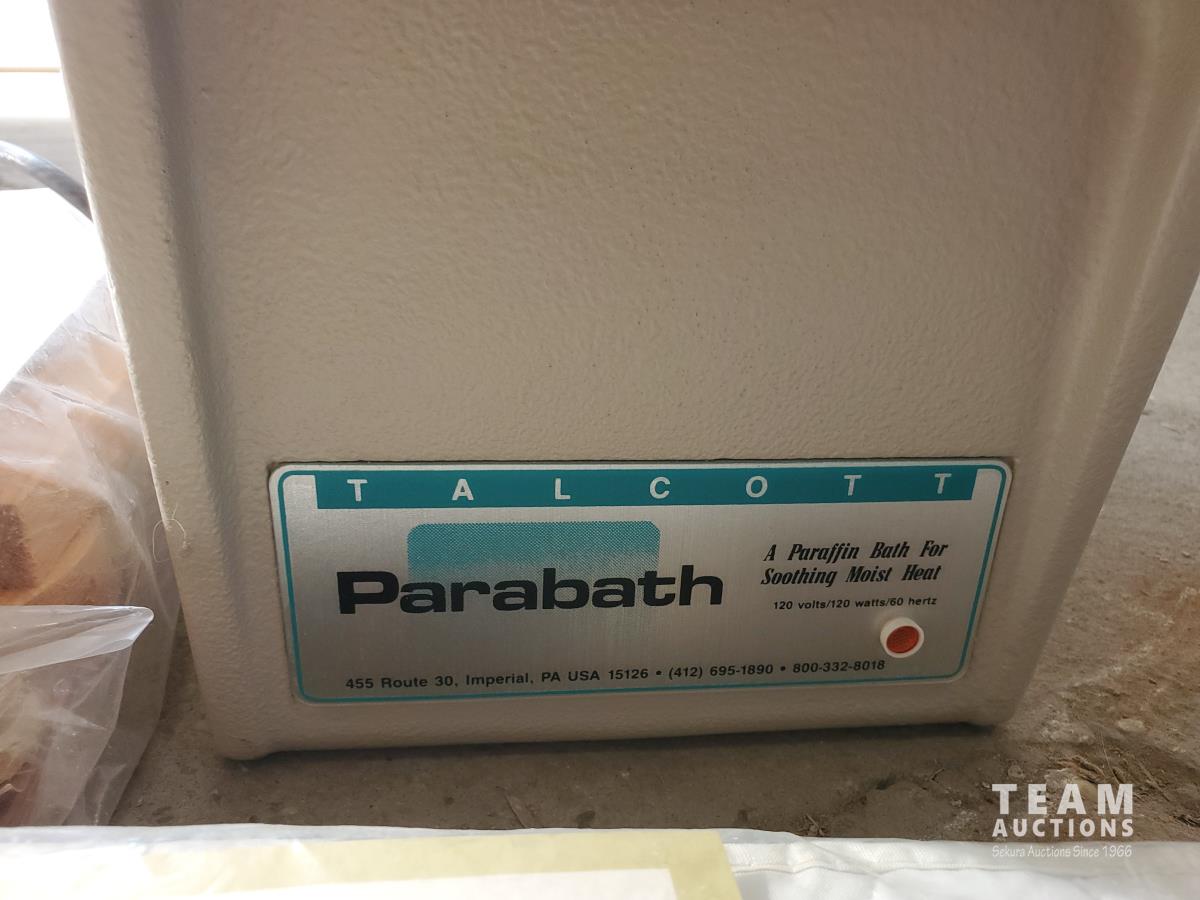 TALCOTT
Parabath
A Paraffin Bath For
Soothing Moist Heat
120 volts/120 watts/60 hertz
455 Route 30, Imperial, PA USA 15126 • (412) 695-1890 • 800-332-8018
TEAM
AUCTIONS
Sekura Auctions Since 1966